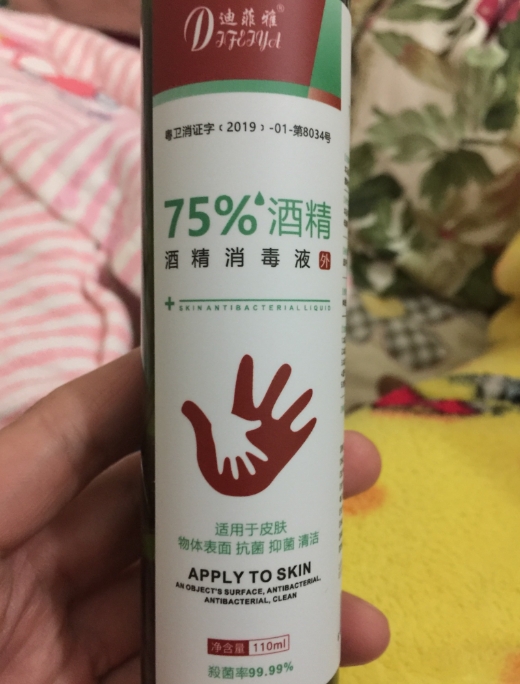 迪菲雅®
DIFEIYA
粤卫消证字﹝2019﹞-01-第8034号
75%酒精
酒精消毒液 外
SKIN ANTIBACTERIAL LIQUID
适用于皮肤
物体表面 抗菌 抑菌 清洁
APPLY TO SKIN
AN OBJECT'S SURFACE, ANTIBACTERIAL,
ANTIBACTERIAL, CLEAN
净含量 110ml
殺菌率99.99%